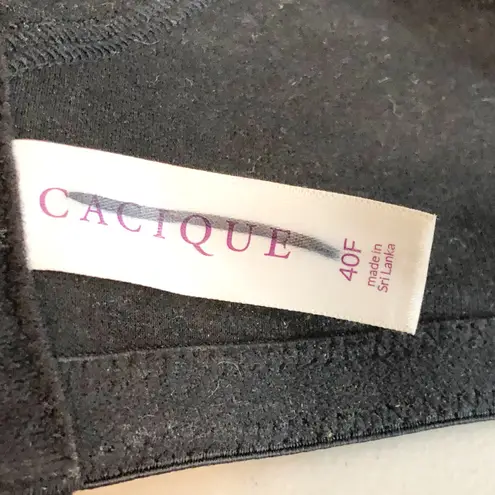 CACIQUE
40F
made in
Sri Lanka